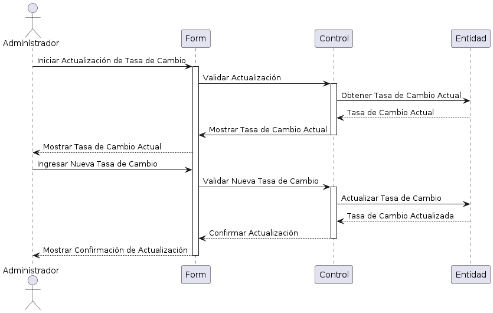 Administrador
Form
Control
Entidad
Iniciar Actualización de Tasa de Cambio
Validar Actualización
Obtener Tasa de Cambio Actual
Tasa de Cambio Actual
Mostrar Tasa de Cambio Actual
Mostrar Tasa de Cambio Actual
Ingresar Nueva Tasa de Cambio
Validar Nueva Tasa de Cambio
Actualizar Tasa de Cambio
Tasa de Cambio Actualizada
Confirmar Actualización
Mostrar Confirmación de Actualización
Administrador
Form
Control
Entidad